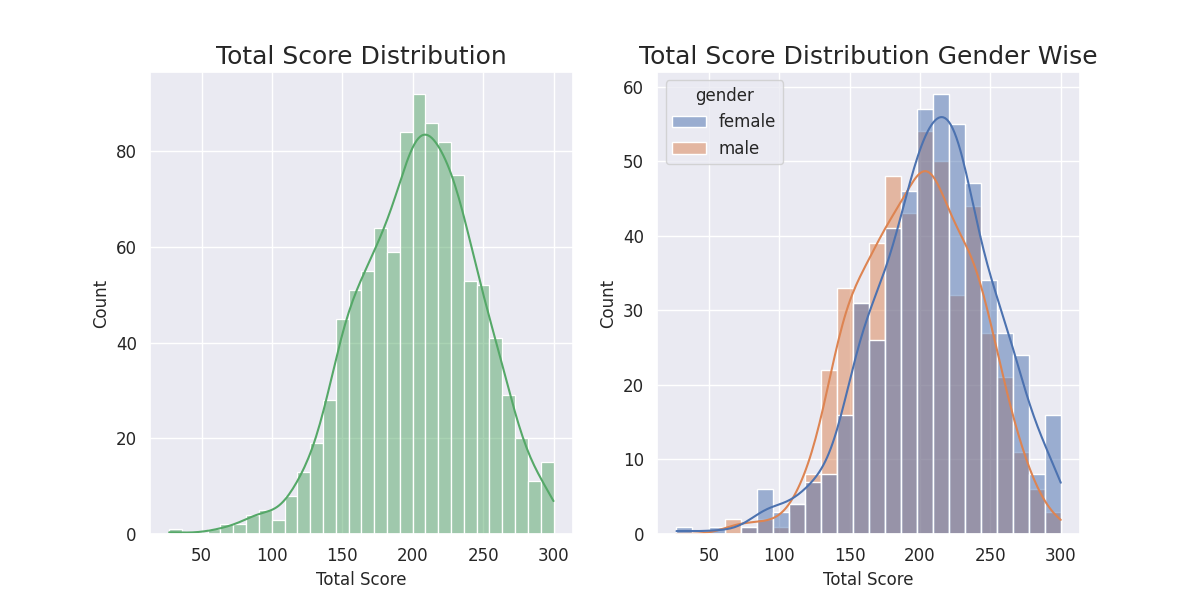 Total Score Distribution
80
60
40
20
0
Count
50 100 150 200 250 300
Total Score
Total Score Distribution Gender Wise
gender
female
male
60
50
40
30
20
10
0
Count
50 100 150 200 250 300
Total Score